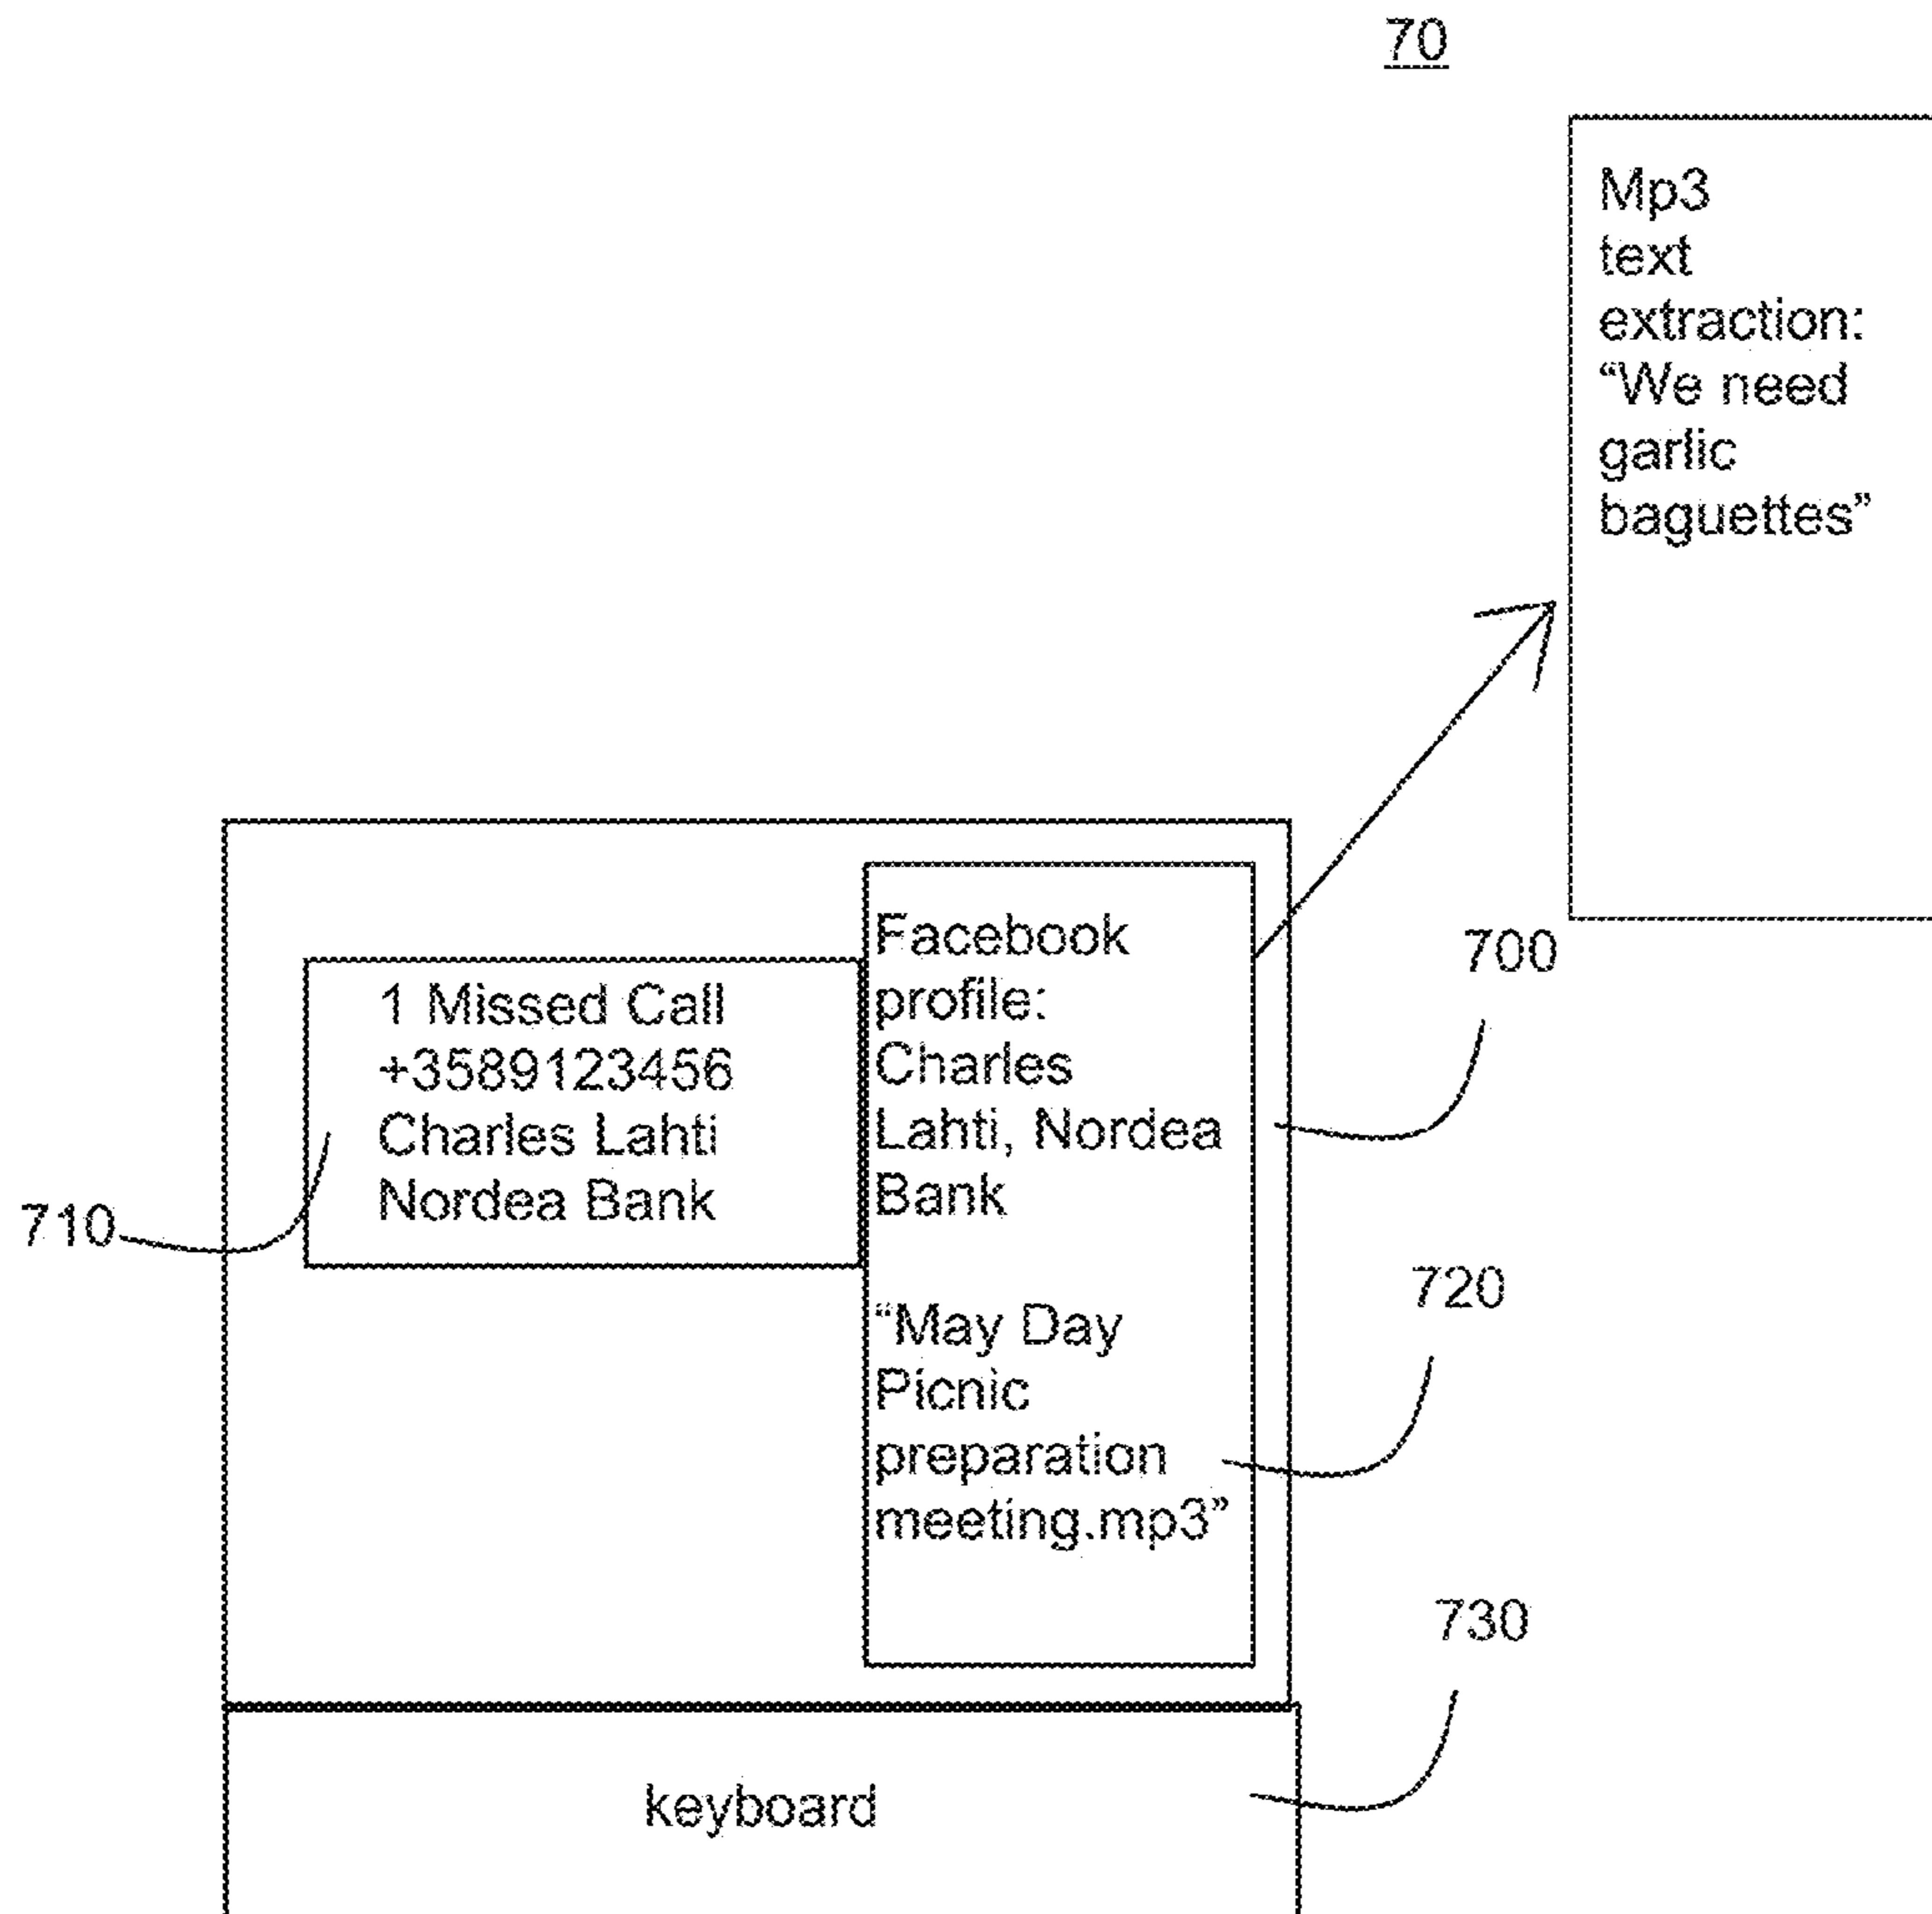 70
Mp3
text
extraction:
“We need
garlic
baguettes”
700
1 Missed Call
+3589123456
Charles Lahti
Nordea Bank
710
Facebook
profile:
Charles
Lahti, Nordea
Bank
“May Day
Picnic
preparation
meeting.mp3”
720
730
keyboard